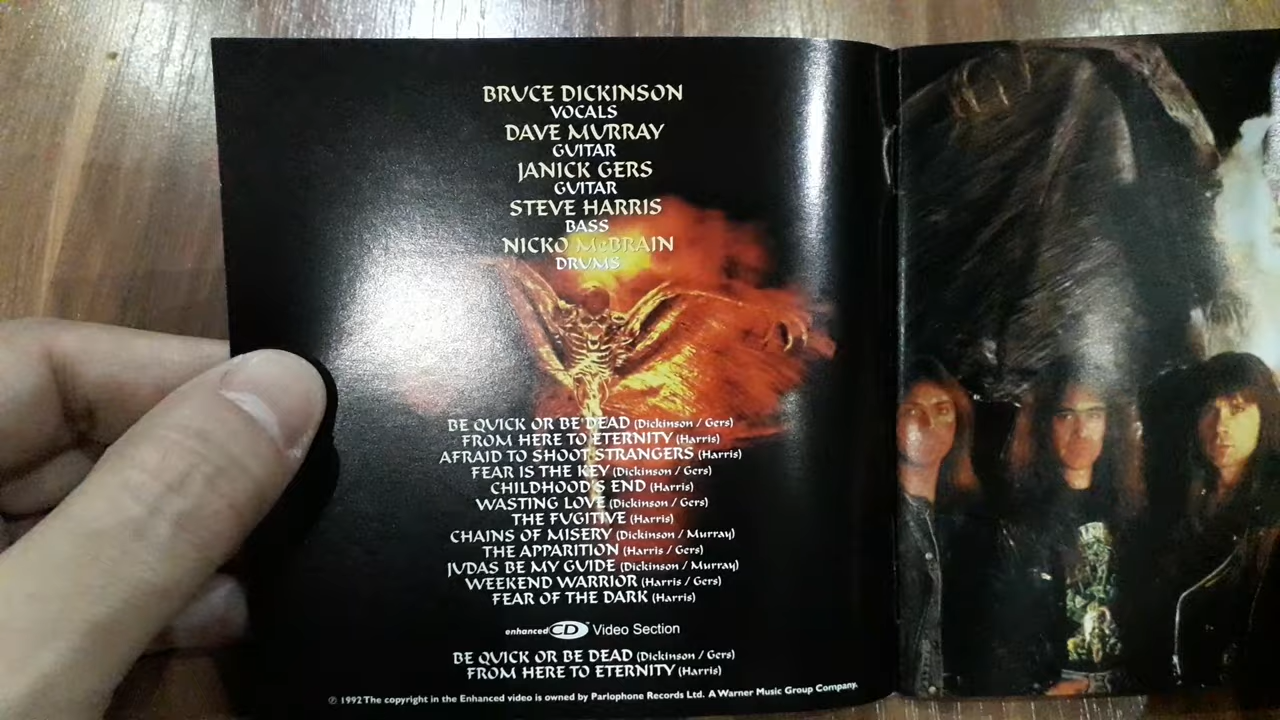 BRUCE DICKINSON
VOCALS
DAVE MURRAY
GUITAR
JANICK GERS
GUITAR
STEVE HARRIS
BASS
NICKO McBRAIN
DRUMS
BE QUICK OR BE DEAD (Dickinson / Gers)
FROM HERE TO ETERNITY (Harris)
AFRAID TO SHOOT STRANGERS (Harris)
FEAR IS THE KEY (Dickinson / Gers)
CHILDHOOD'S END (Harris)
WASTING LOVE (Dickinson / Gers)
THE FUGITIVE (Harris)
CHAINS OF MISERY (Dickinson / Murray)
THE APPARITION (Harris / Gers)
JUDAS BE MY GUIDE (Dickinson / Murray)
WEEKEND WARRIOR (Harris / Gers)
FEAR OF THE DARK (Harris)
enhanced CD™ Video Section
BE QUICK OR BE DEAD (Dickinson / Gers)
FROM HERE TO ETERNITY (Harris)
℗ 1992 The copyright in the Enhanced video is owned by Parlophone Records Ltd. A Warner Music Group Company.